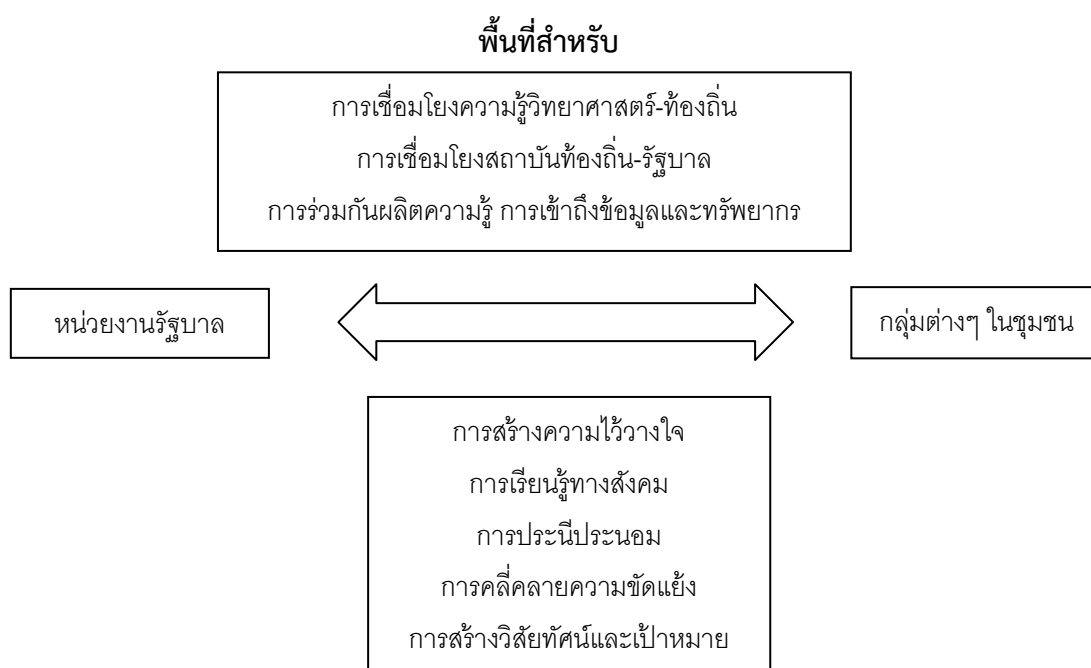 พื้นที่สำหรับ
การเชื่อมโยงความรู้วิทยาศาสตร์-ท้องถิ่น
การเชื่อมโยงสถาบันท้องถิ่น-รัฐบาล
การร่วมกันผลิตความรู้ การเข้าถึงข้อมูลและทรัพยากร
หน่วยงานรัฐบาล
กลุ่มต่างๆ ในชุมชน
การสร้างความไว้วางใจ
การเรียนรู้ทางสังคม
การประนีประนอม
การคลี่คลายความขัดแย้ง
การสร้างวิสัยทัศน์และเป้าหมาย